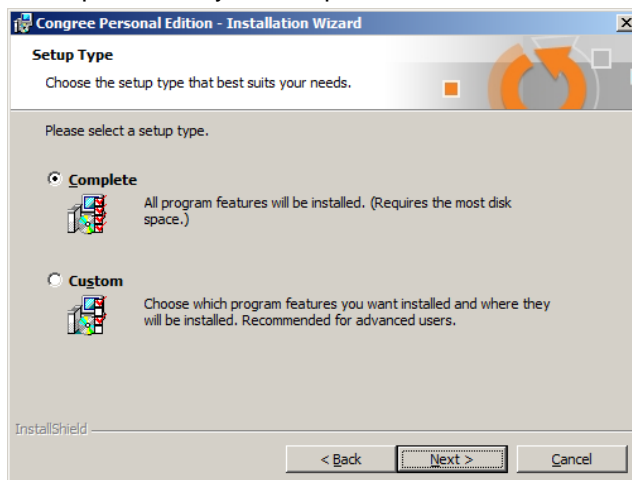 Congree Personal Edition - Installation Wizard
Setup Type
Choose the setup type that best suits your needs.
Please select a setup type.
Complete
All program features will be installed. (Requires the most disk
space.)
Custom
Choose which program features you want installed and where they
will be installed. Recommended for advanced users.
InstallShield
< Back Next > Cancel